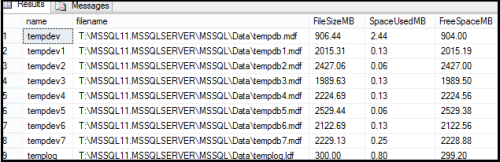 Results Messages
name filename FileSizeMB SpaceUsedMB FreeSpaceMB
1 tempdev T:\MSSQL11.MSSQLSERVER\MSSQL\Data\tempdb.mdf 906.44 2.44 904.00
2 tempdev1 T:\MSSQL11.MSSQLSERVER\MSSQL\Data\tempdb1.mdf 2015.31 0.13 2015.19
3 tempdev2 T:\MSSQL11.MSSQLSERVER\MSSQL\Data\tempdb2.mdf 2427.06 0.06 2427.00
4 tempdev3 T:\MSSQL11.MSSQLSERVER\MSSQL\Data\tempdb3.mdf 1989.63 0.13 1989.50
5 tempdev4 T:\MSSQL11.MSSQLSERVER\MSSQL\Data\tempdb4.mdf 2224.69 0.13 2224.56
6 tempdev5 T:\MSSQL11.MSSQLSERVER\MSSQL\Data\tempdb5.mdf 2529.44 0.06 2529.38
7 tempdev6 T:\MSSQL11.MSSQLSERVER\MSSQL\Data\tempdb6.mdf 2122.69 0.13 2122.56
8 tempdev7 T:\MSSQL11.MSSQLSERVER\MSSQL\Data\tempdb7.mdf 2229.13 0.25 2228.88
9 templog T:\MSSQL11.MSSQLSERVER\MSSQL\Data\templog.ldf 300.00 0.80 299.20